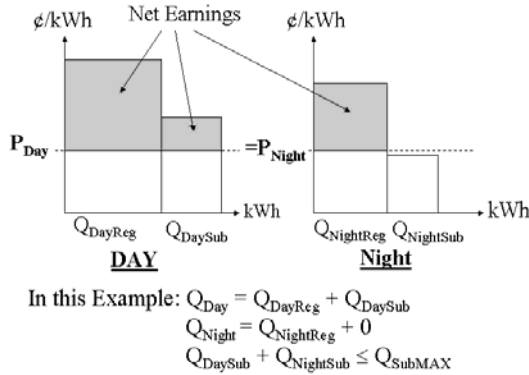 Net Earnings
¢/kWh
¢/kWh
P_Day
=P_Night
kWh
kWh
Q_DayReg
Q_DaySub
Q_NightReg
Q_NightSub
DAY
Night
In this Example: Q_Day = Q_DayReg + Q_DaySub
Q_Night = Q_NightReg + 0
Q_DaySub + Q_NightSub ≤ Q_SubMAX